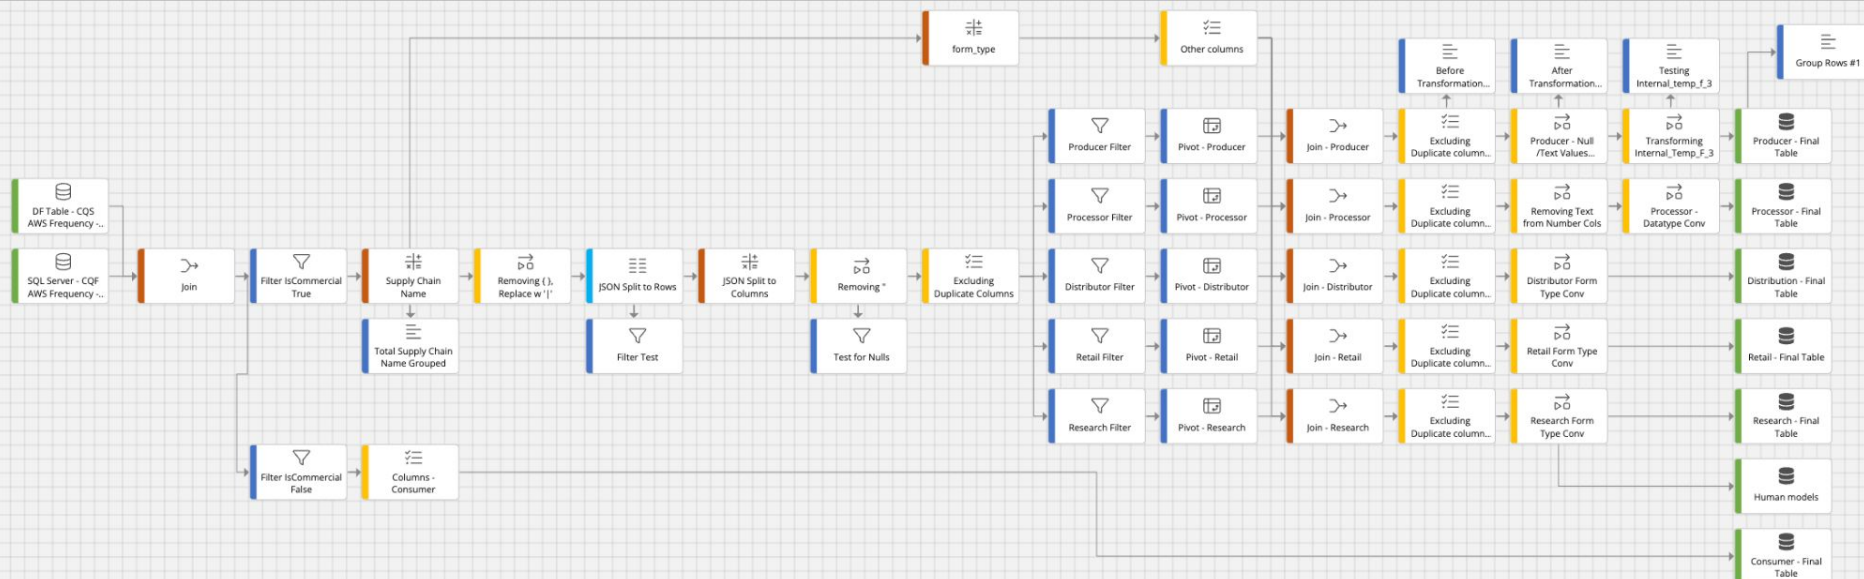 form_type
Other columns
Before
Transformation...
After
Transformation...
Testing
Internal_temp_f_3
Group Rows #1
Producer Filter
Pivot - Producer
Join - Producer
Excluding
Duplicate column...
Producer - Null
/Text Values...
Transforming
Internal_Temp_F_3
Producer - Final
Table
DF Table - CQS
AWS Frequency -..
Processor Filter
Pivot - Processor
Join - Processor
Excluding
Duplicate column...
Removing Text
from Number Cols
Processor -
Datatype Conv
Processor - Final
Table
SQL Server - CQF
AWS Frequency -..
Join
Filter IsCommercial
True
Supply Chain
Name
Removing { },
Replace w '|'
JSON Split to Rows
JSON Split to
Columns
Removing "
Excluding
Duplicate Columns
Distributor Filter
Pivot - Distributor
Join - Distributor
Excluding
Duplicate column...
Distributor Form
Type Conv
Distribution - Final
Table
Total Supply Chain
Name Grouped
Filter Test
Test for Nulls
Retail Filter
Pivot - Retail
Join - Retail
Excluding
Duplicate column...
Retail Form Type
Conv
Retail - Final Table
Research Filter
Pivot - Research
Join - Research
Excluding
Duplicate column...
Research Form
Type Conv
Research - Final
Table
Filter IsCommercial
False
Columns -
Consumer
Human models
Consumer - Final
Table